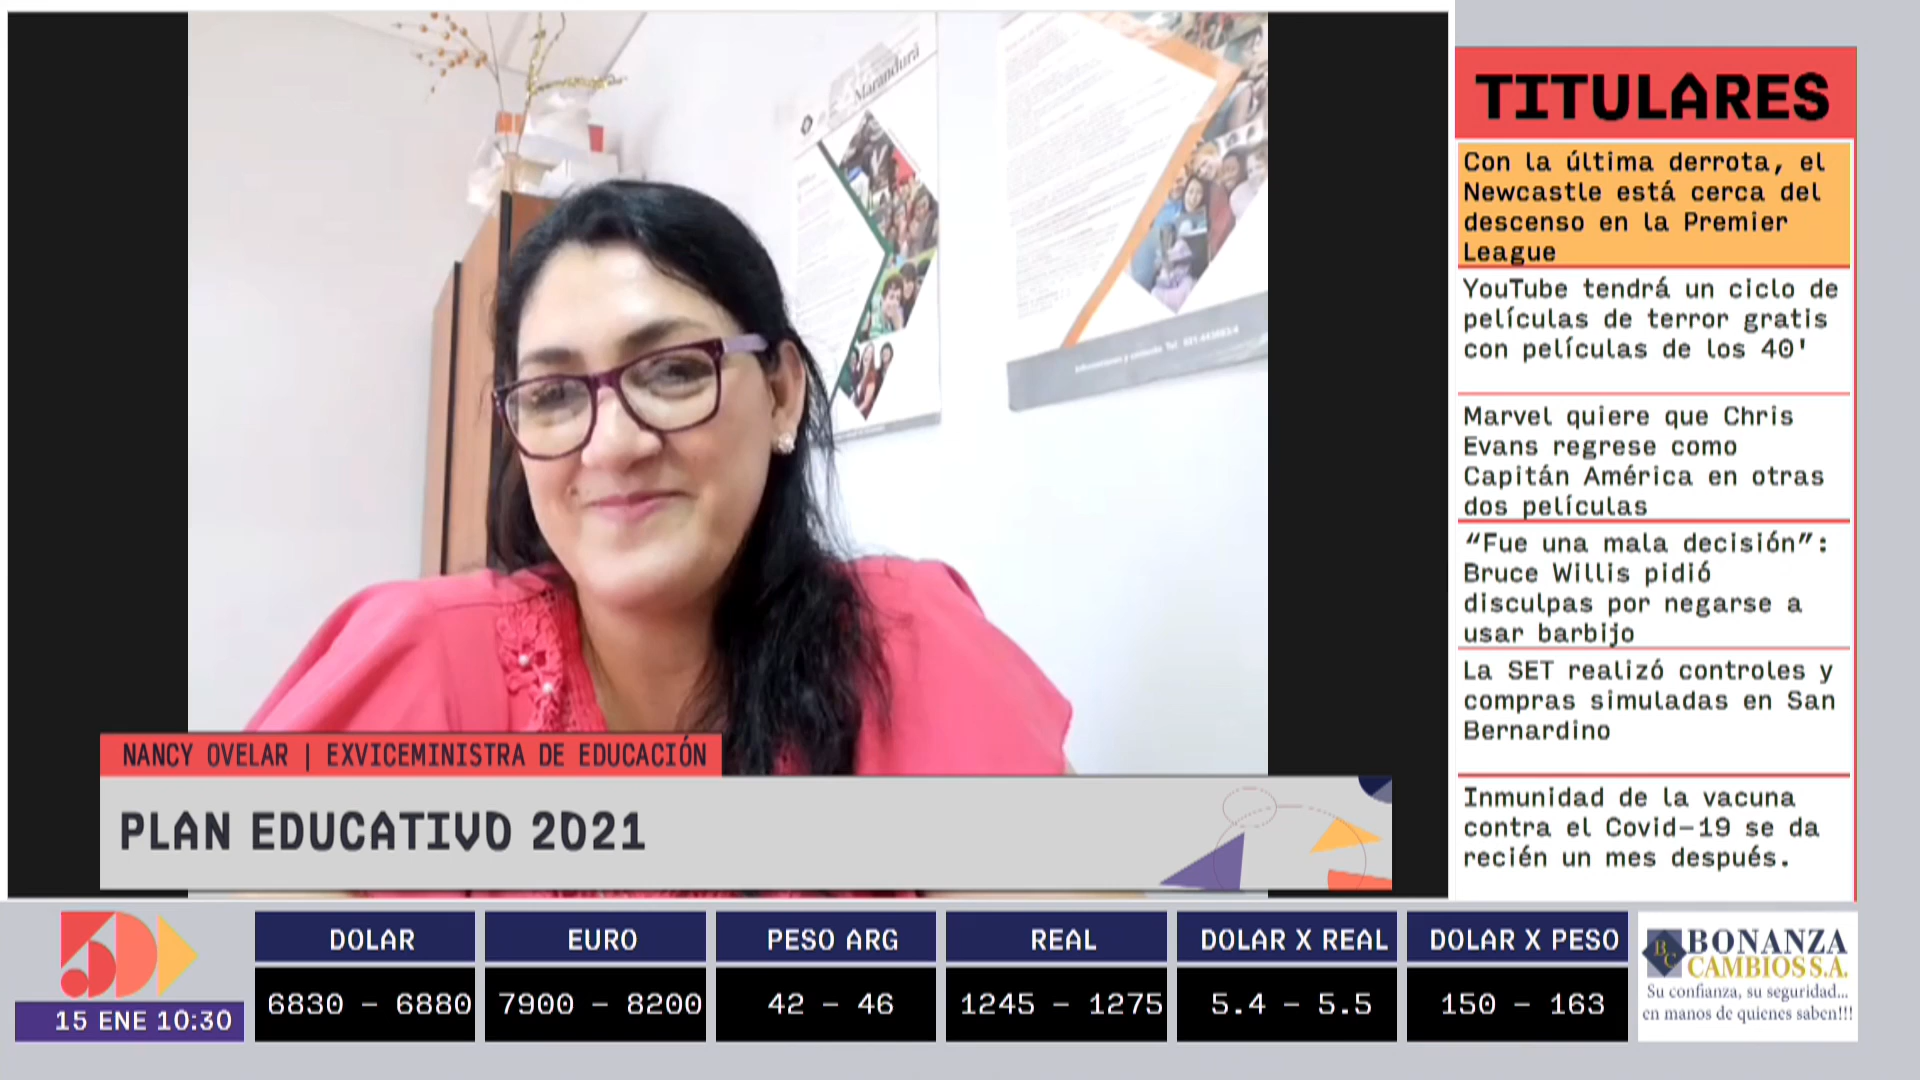 Marandurã
NANCY OVELAR | EXVICEMINISTRA DE EDUCACIÓN
PLAN EDUCATIVO 2021
TITULARES
Con la última derrota, el
Newcastle está cerca del
descenso en la Premier
League
YouTube tendrá un ciclo de
películas de terror gratis
con películas de los 40'
Marvel quiere que Chris
Evans regrese como
Capitán América en otras
dos películas
“Fue una mala decisión”:
Bruce Willis pidió
disculpas por negarse a
usar barbijo
La SET realizó controles y
compras simuladas en San
Bernardino
Inmunidad de la vacuna
contra el Covid-19 se da
recién un mes después.
15 ENE 10:30
DOLAR
6830 - 6880
EURO
7900 - 8200
PESO ARG
42 - 46
REAL
1245 - 1275
DOLAR X REAL
5.4 - 5.5
DOLAR X PESO
150 - 163
BC
BONANZA
CAMBIOS S.A.
Su confianza, su seguridad...
en manos de quienes saben!!!